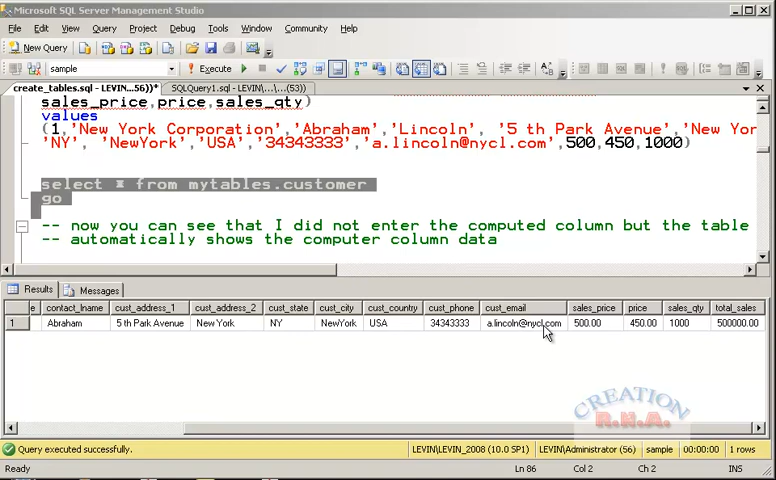 Microsoft SQL Server Management Studio
File Edit View Query Project Debug Tools Window Community Help
New Query
sample Execute
create_tables.sql - LEVIN...56))* SQLQuery1.sql - LEVIN\...\...(53))
sales_price,price,sales_qty)
values
(1,'New York Corporation','Abraham','Lincoln', '5 th Park Avenue','New Yor
'NY', 'NewYork','USA','34343333','a.lincoln@nycl.com',500,450,1000)
select * from mytables.customer
go
-- now you can see that I did not enter the computed column but the table
-- automatically shows the computer column data
Results Messages
e contact_lname cust_address_1 cust_address_2 cust_state cust_city cust_country cust_phone cust_email sales_price price sales_qty total_sales
1 Abraham 5 th Park Avenue New York NY NewYork USA 34343333 a.lincoln@nycl.com 500.00 450.00 1000 500000.00
CREATION
R.N.A.
Query executed successfully. LEVIN\LEVIN_2008 (10.0 SP1) LEVIN\Administrator (56) sample 00:00:00 1 rows
Ready Ln 86 Col 2 Ch 2 INS